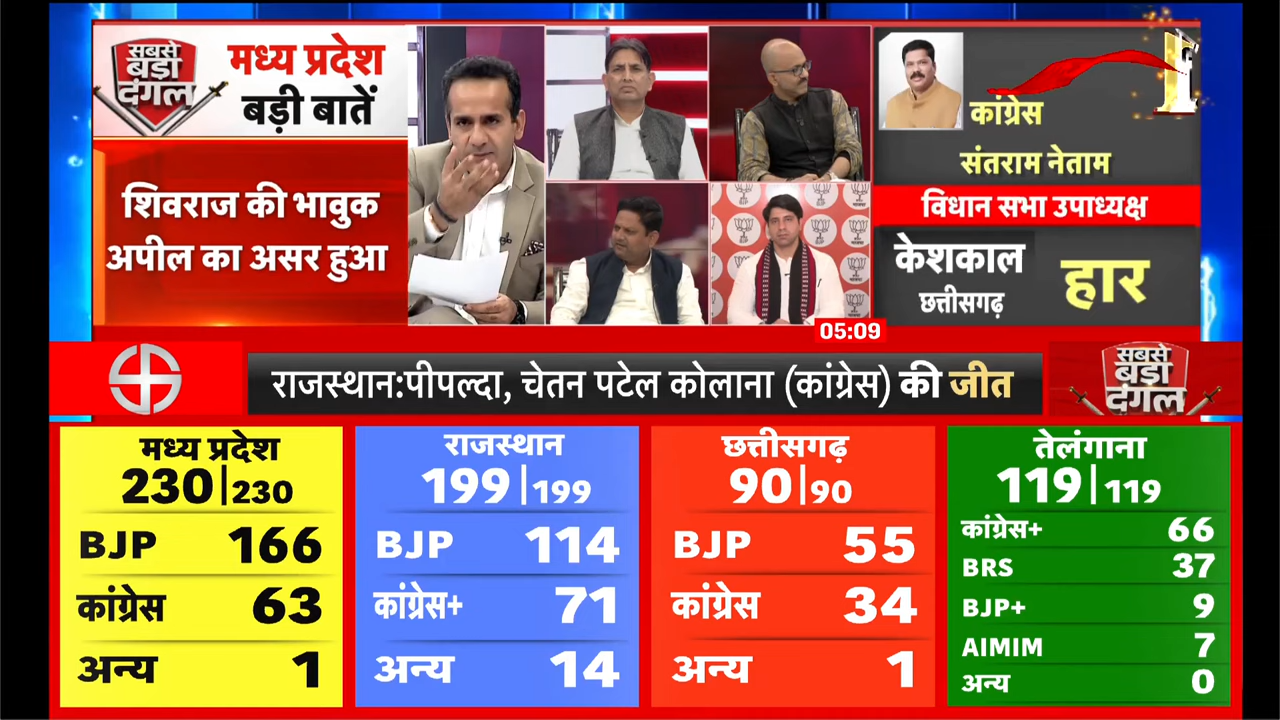 सबसे
बड़ा
दंगल
मध्य प्रदेश
बड़ी बातें
शिवराज की भावुक
अपील का असर हुआ
BJP
कांग्रेस
संतराम नेताम
विधान सभा उपाध्यक्ष
केशकाल
छत्तीसगढ़
हार
05:09
राजस्थान:पीपल्दा, चेतन पटेल कोलाना (कांग्रेस) की जीत
सबसे
बड़ा
दंगल
मध्य प्रदेश
230|230
BJP 166
कांग्रेस 63
अन्य 1
राजस्थान
199|199
BJP 114
कांग्रेस+ 71
अन्य 14
छत्तीसगढ़
90|90
BJP 55
कांग्रेस 34
अन्य 1
तेलंगाना
119|119
कांग्रेस+ 66
BRS 37
BJP+ 9
AIMIM 7
अन्य 0